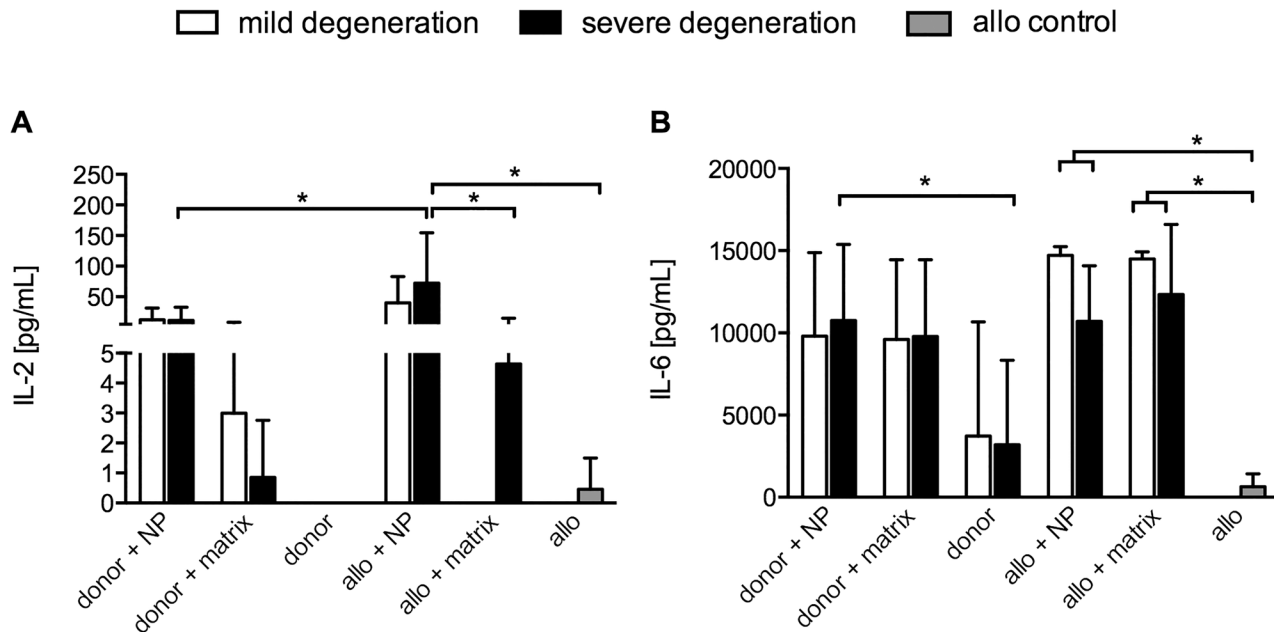 mild degeneration severe degeneration allo control
A
IL-2 [pg/mL]
250
200
150
100
50
5
4
3
2
1
0
* * *
donor + NP
donor + matrix
donor
allo + NP
allo + matrix
allo
B
IL-6 [pg/mL]
20000
15000
10000
5000
0
* * *
donor + NP
donor + matrix
donor
allo + NP
allo + matrix
allo